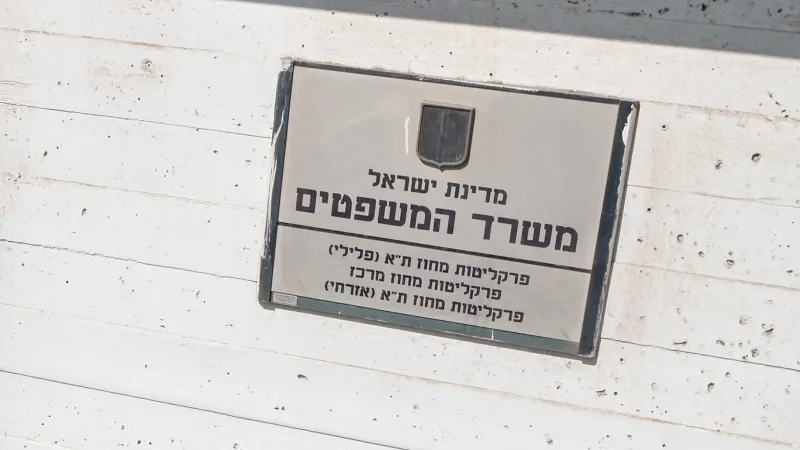 מדינת ישראל
משרד המשפטים
פרקליטות מחוז ת"א (פלילי)
פרקליטות מחוז מרכז
פרקליטות מחוז ת"א (אזרחי)